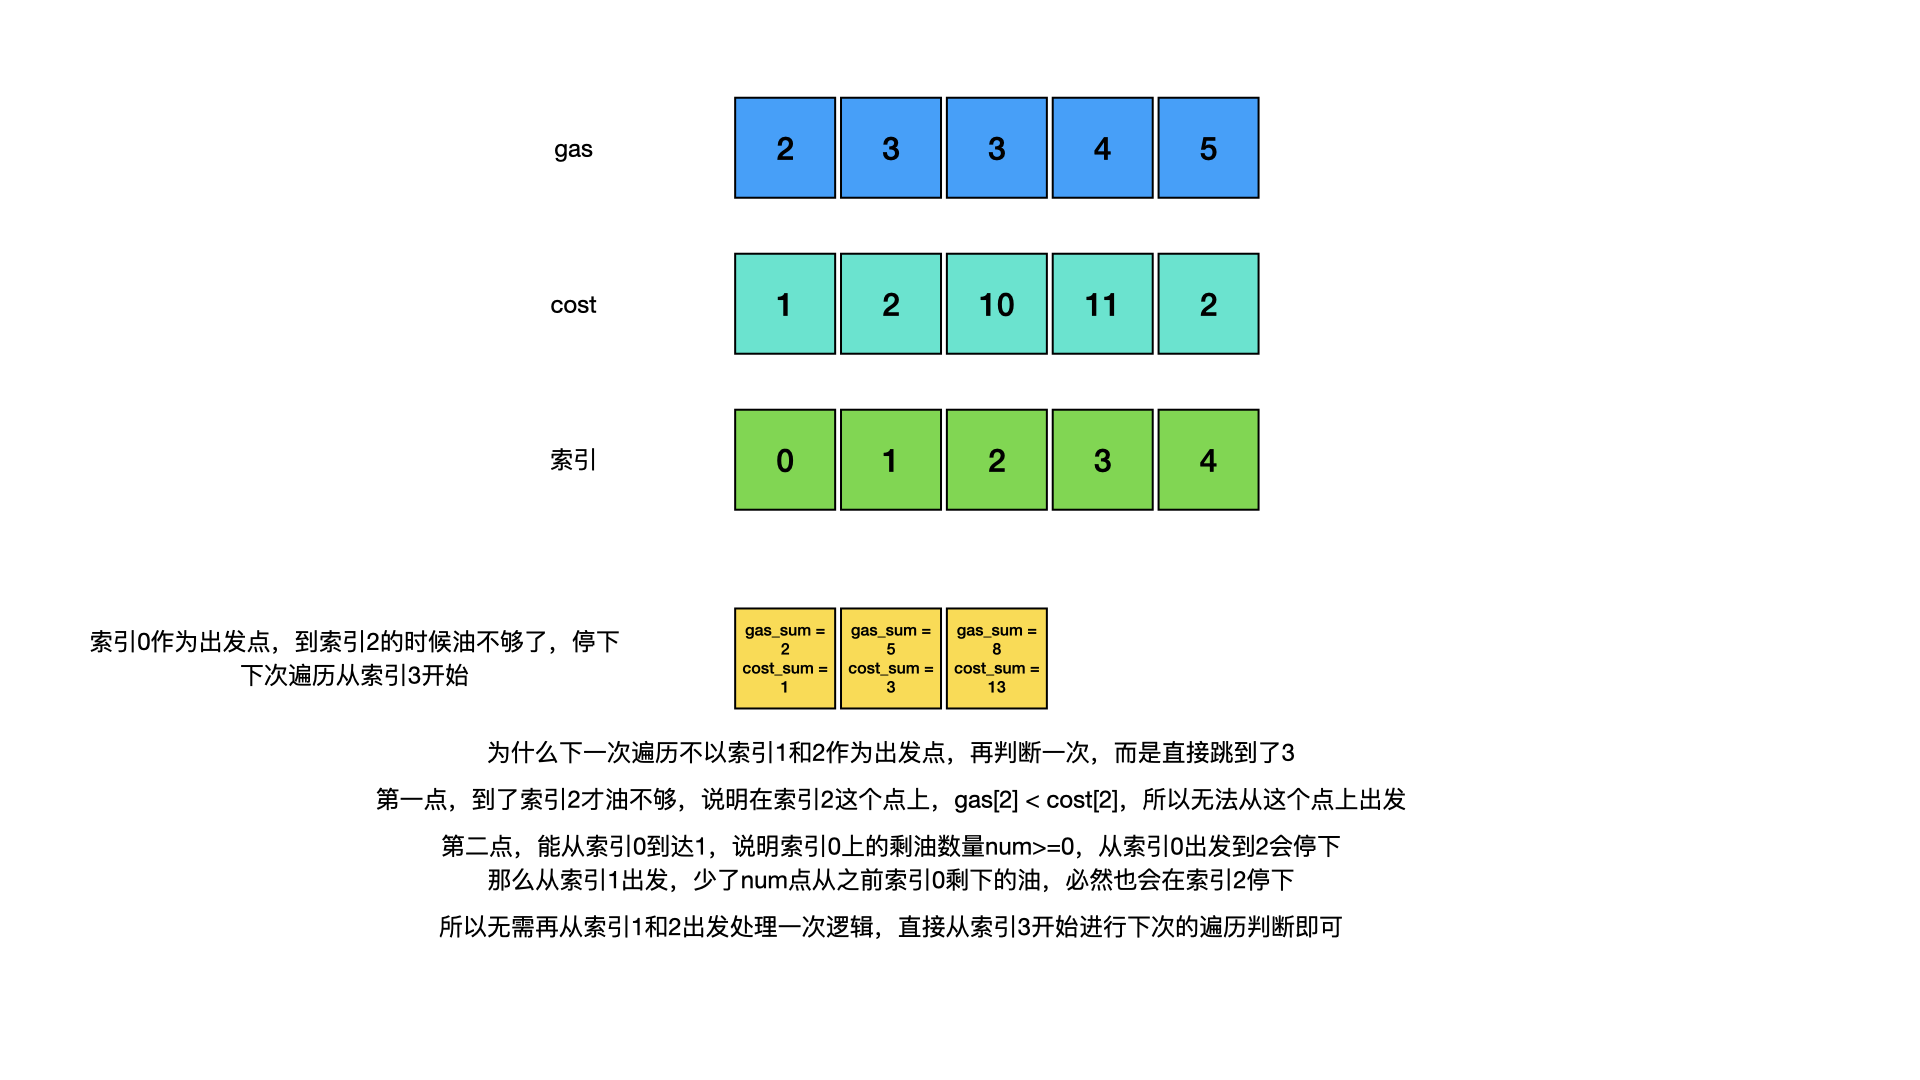 gas 2 3 3 4 5
cost 1 2 10 11 2
索引 0 1 2 3 4
索引0作为出发点，到索引2的时候油不够了，停下
下次遍历从索引3开始
gas_sum =
2
cost_sum =
1
gas_sum =
5
cost_sum =
3
gas_sum =
8
cost_sum =
13
为什么下一次遍历不以索引1和2作为出发点，再判断一次，而是直接跳到了3
第一点，到了索引2才油不够，说明在索引2这个点上，gas[2] < cost[2]，所以无法从这个点上出发
第二点，能从索引0到达1，说明索引0上的剩油数量num>=0，从索引0出发到2会停下
那么从索引1出发，少了num点从之前索引0剩下的油，必然也会在索引2停下
所以无需再从索引1和2出发处理一次逻辑，直接从索引3开始进行下次的遍历判断即可